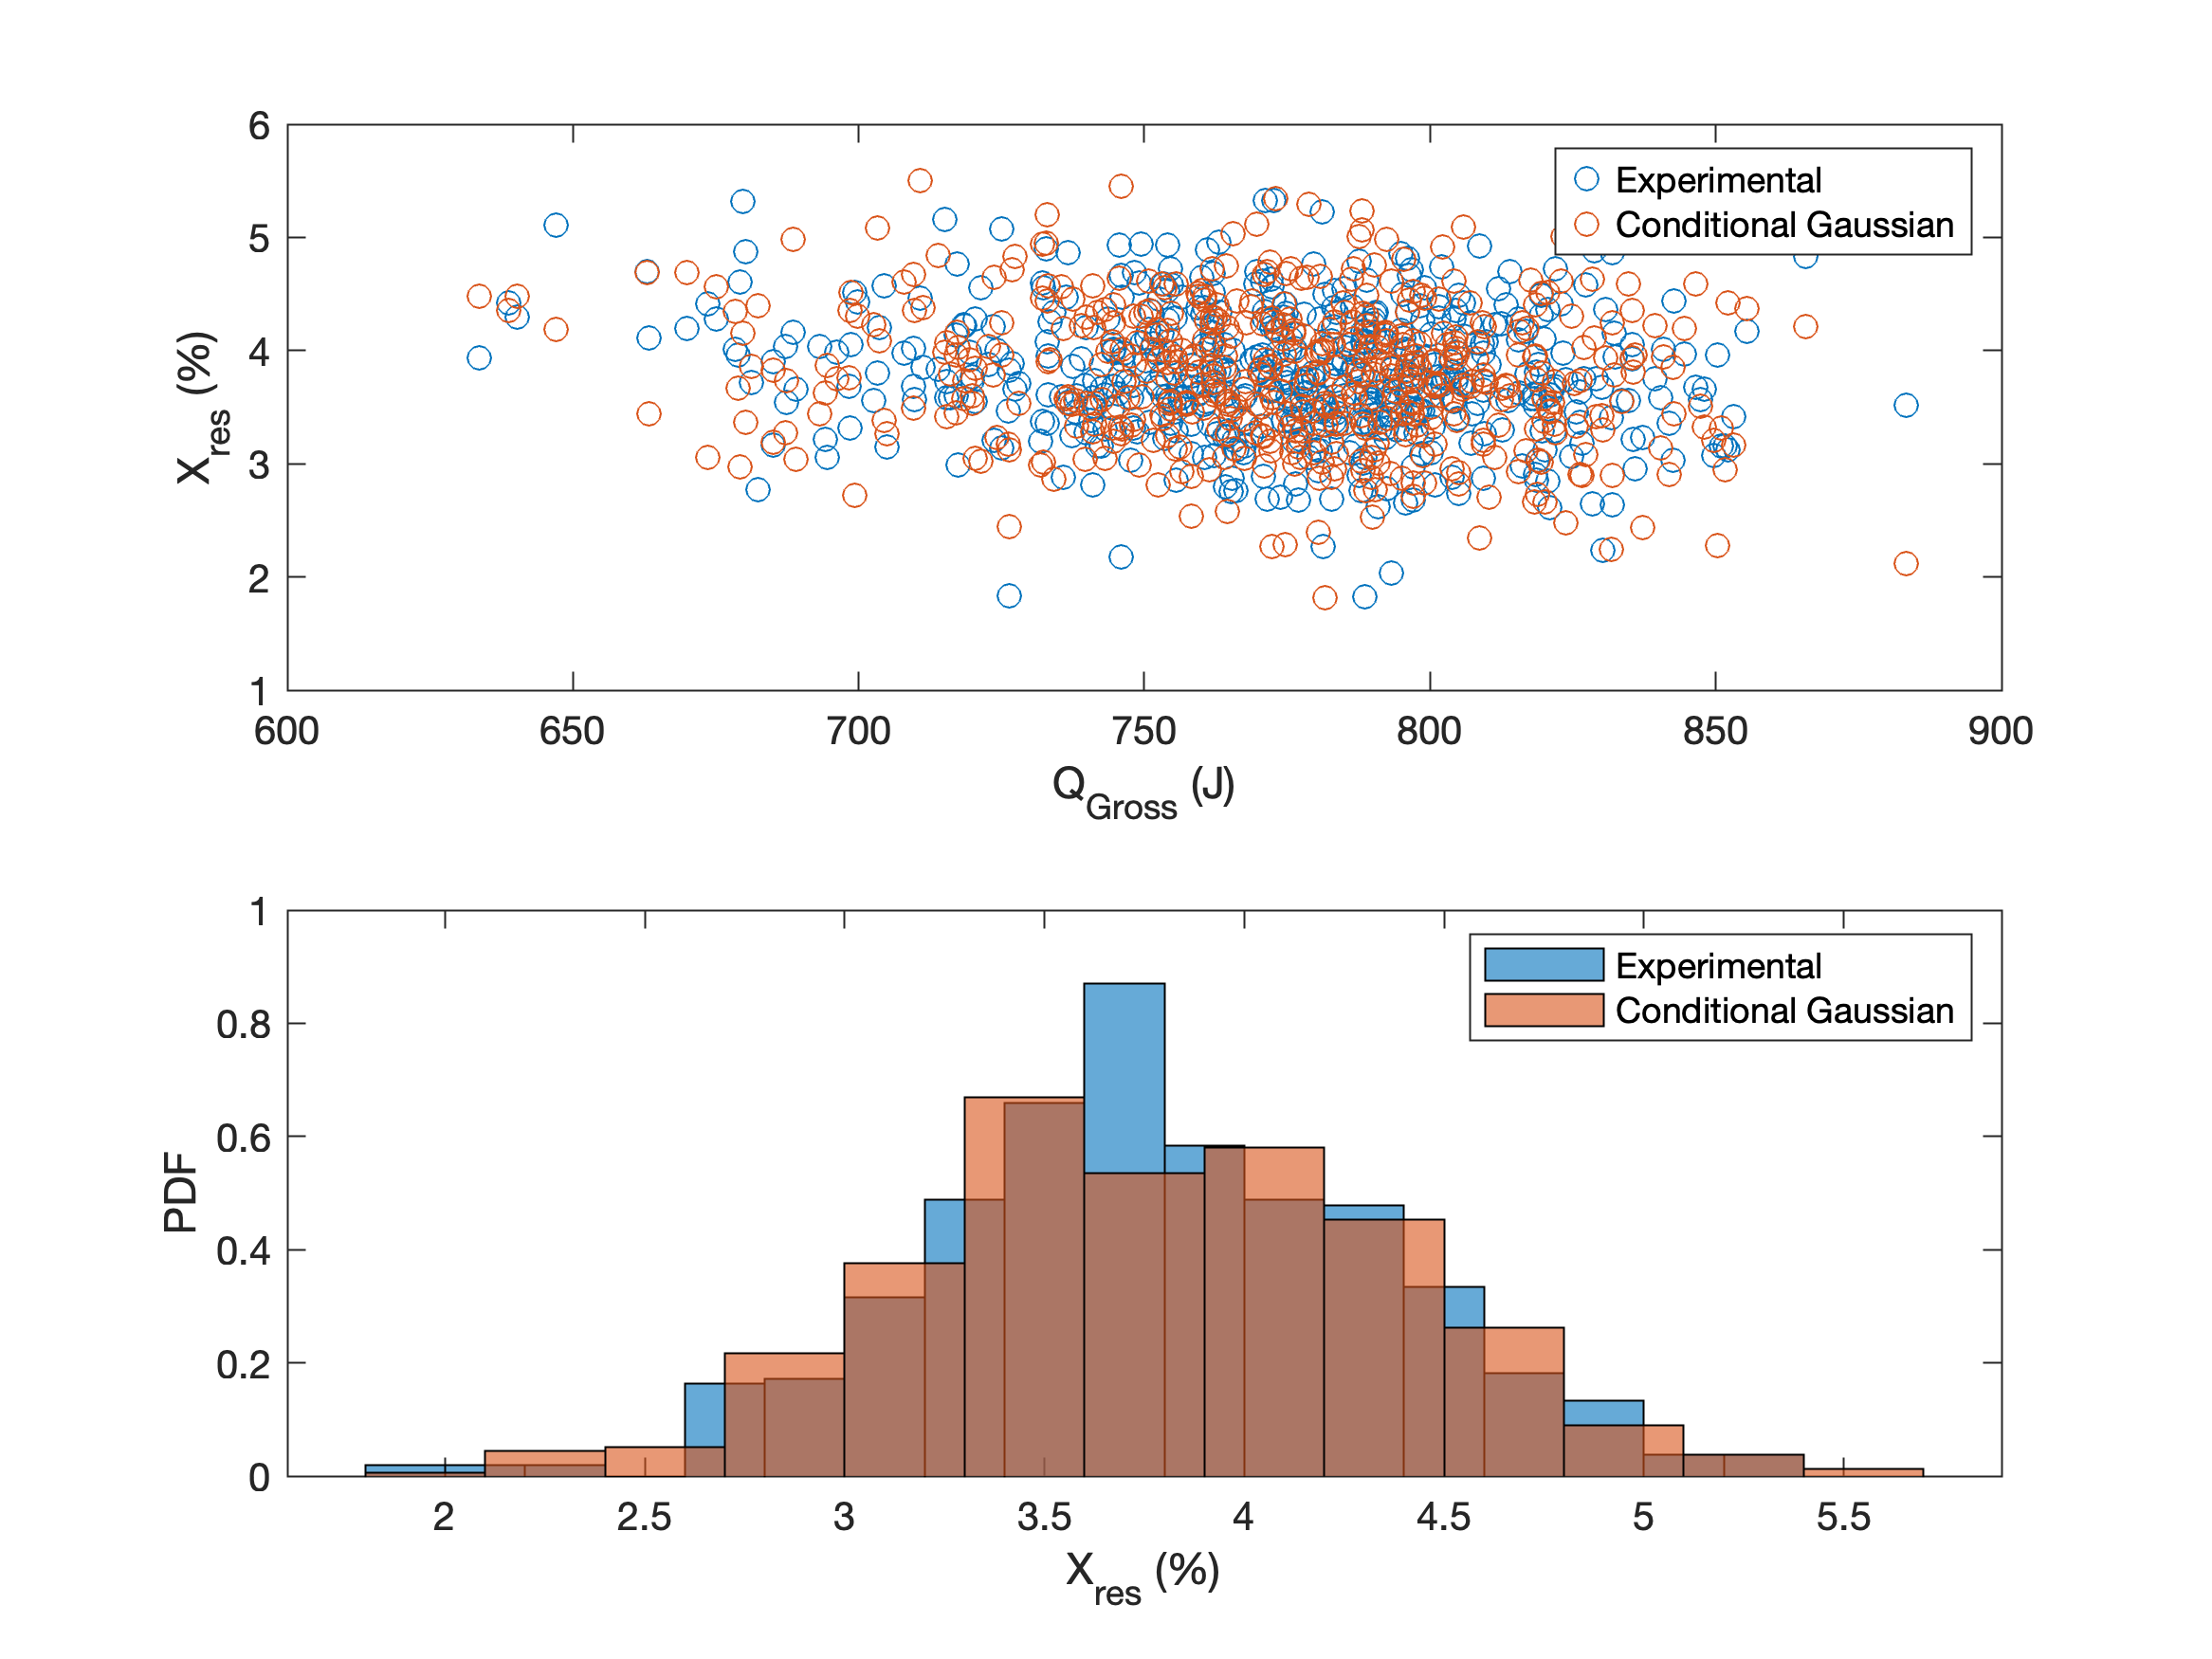 6
5
4
3
2
1
X_res (%)
Experimental
Conditional Gaussian
600 650 700 750 800 850 900
Q_Gross (J)
1
0.8
0.6
0.4
0.2
0
PDF
Experimental
Conditional Gaussian
2 2.5 3 3.5 4 4.5 5 5.5
X_res (%)